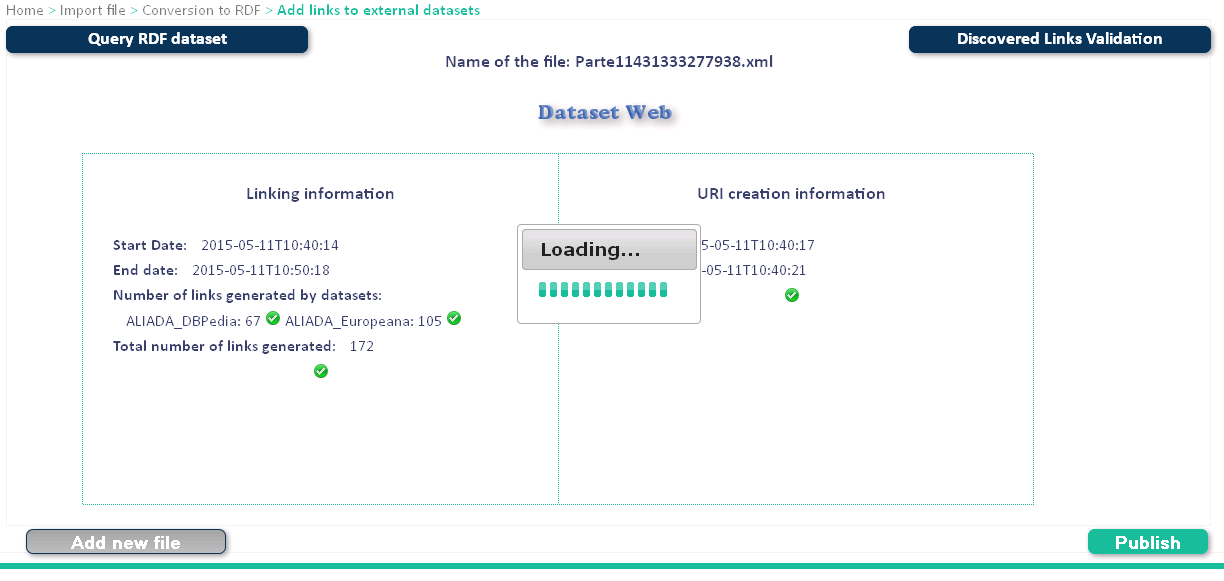 Home > Import file > Conversion to RDF > Add links to external datasets
Query RDF dataset
Discovered Links Validation
Name of the file: Parte11431333277938.xml
Dataset Web
Linking information
URI creation information
Start Date: 2015-05-11T10:40:14
5-05-11T10:40:17
End date: 2015-05-11T10:50:18
-05-11T10:40:21
Loading...
Number of links generated by datasets:
ALIADA_DBPedia: 67 ALIADA_Europeana: 105
Total number of links generated: 172
Add new file
Publish